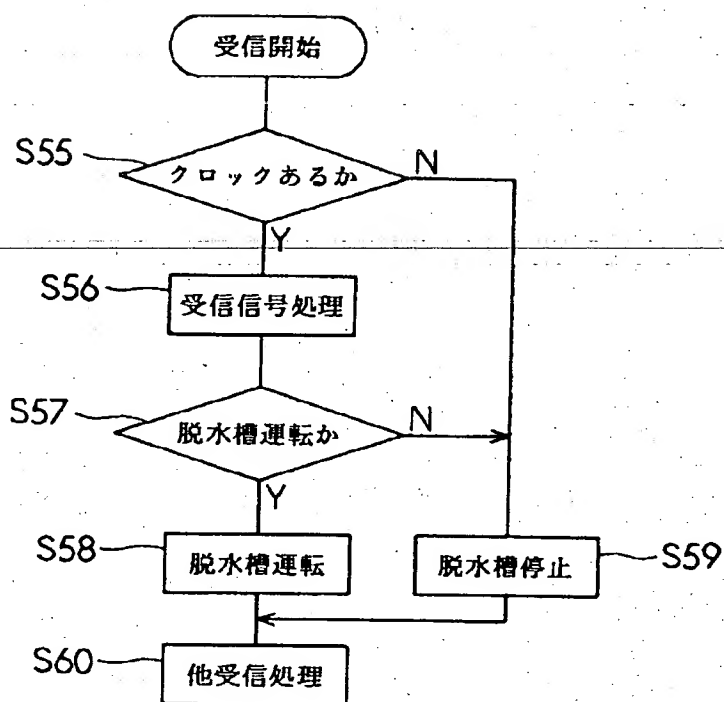 受信開始
S55
クロックあるか
N
Y
S56
受信信号処理
S57
脱水槽運転か
N
Y
S58
脱水槽運転
脱水槽停止
S59
S60
他受信処理